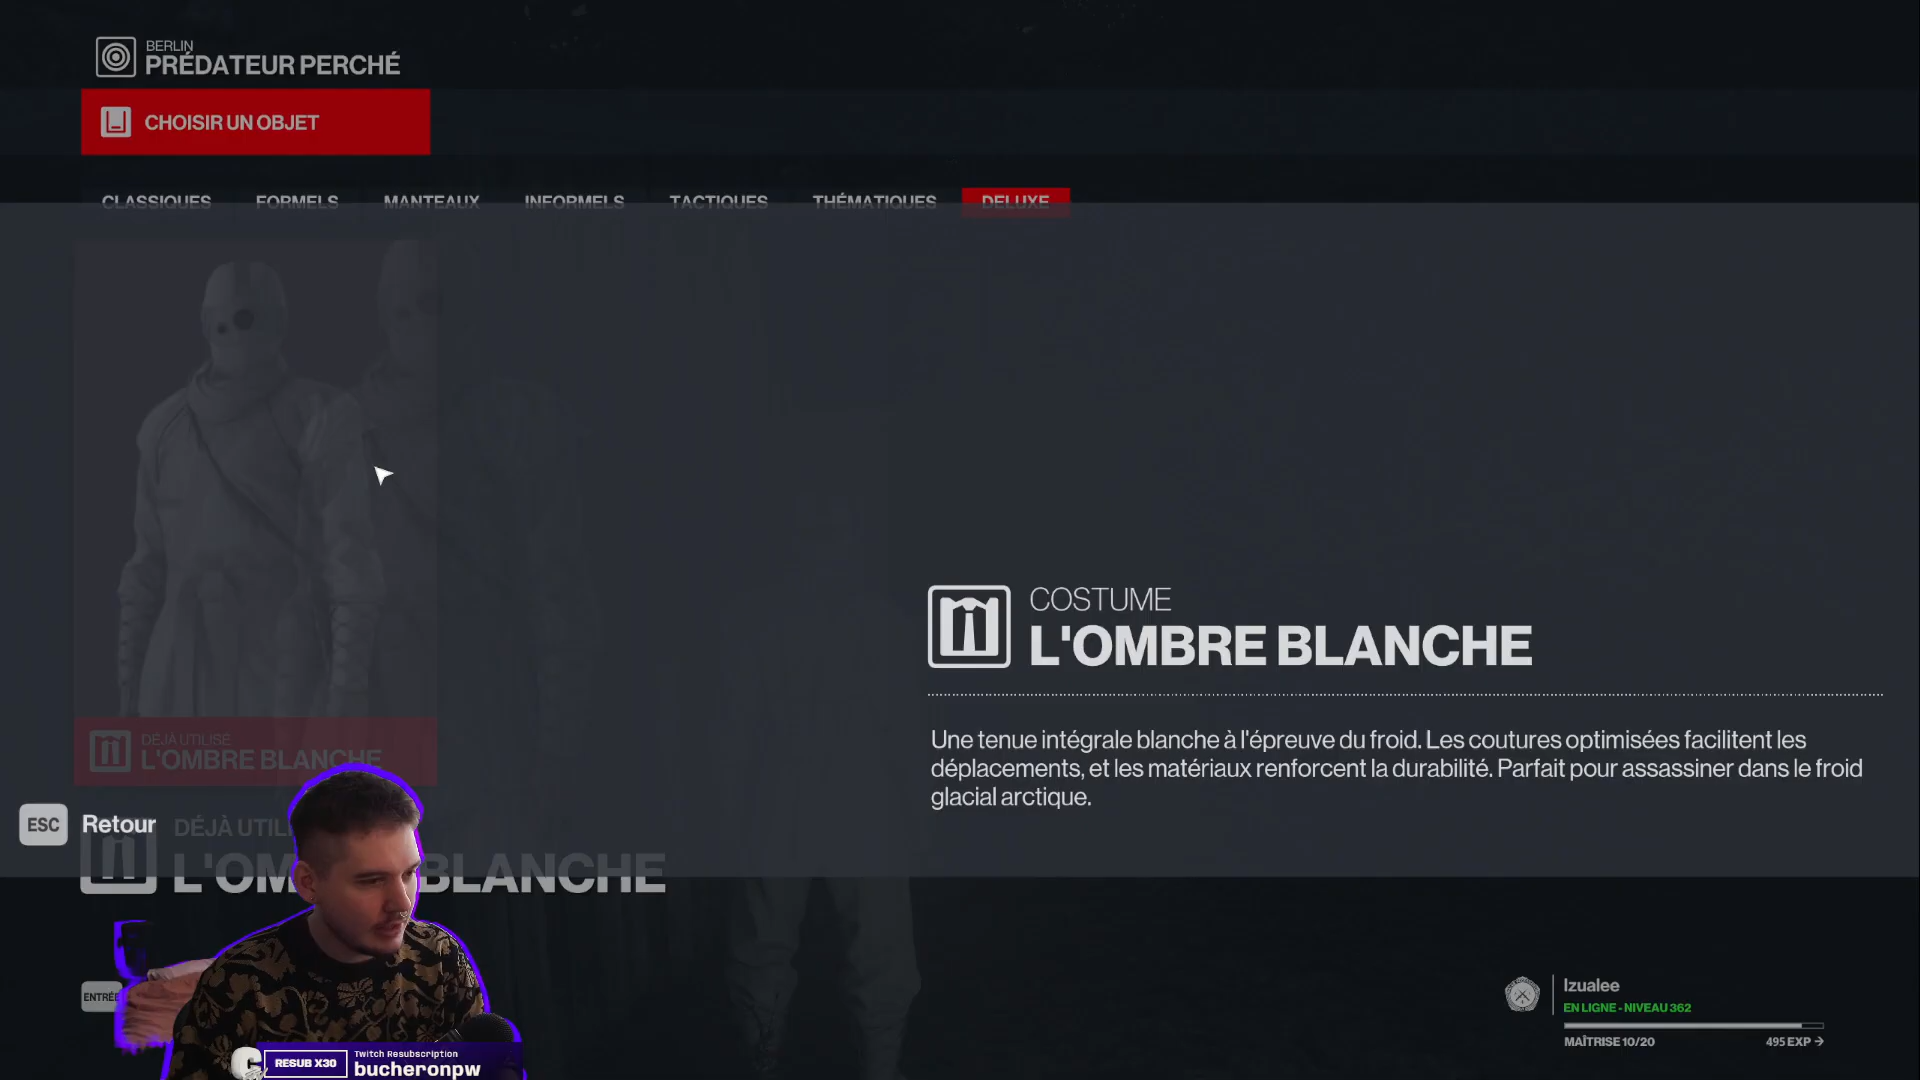 BERLIN
PRÉDATEUR PERCHÉ
CHOISIR UN OBJET
CLASSIQUES FORMELS MANTEAUX INFORMELS TACTIQUES THÉMATIQUES DELUXE
COSTUME
L'OMBRE BLANCHE
Une tenue intégrale blanche à l'épreuve du froid. Les coutures optimisées facilitent les
déplacements, et les matériaux renforcent la durabilité. Parfait pour assassiner dans le froid
glacial arctique.
DÉJÀ UTILISÉ
L'OMBRE BLANCHE
ESC Retour
DÉJÀ UTIL
L'OM BLANCHE
ENTRÉE
Izualee
EN LIGNE - NIVEAU 362
MAÎTRISE 10/20 495 EXP
RESUB X30
Twitch Resubscription
bucheronpw